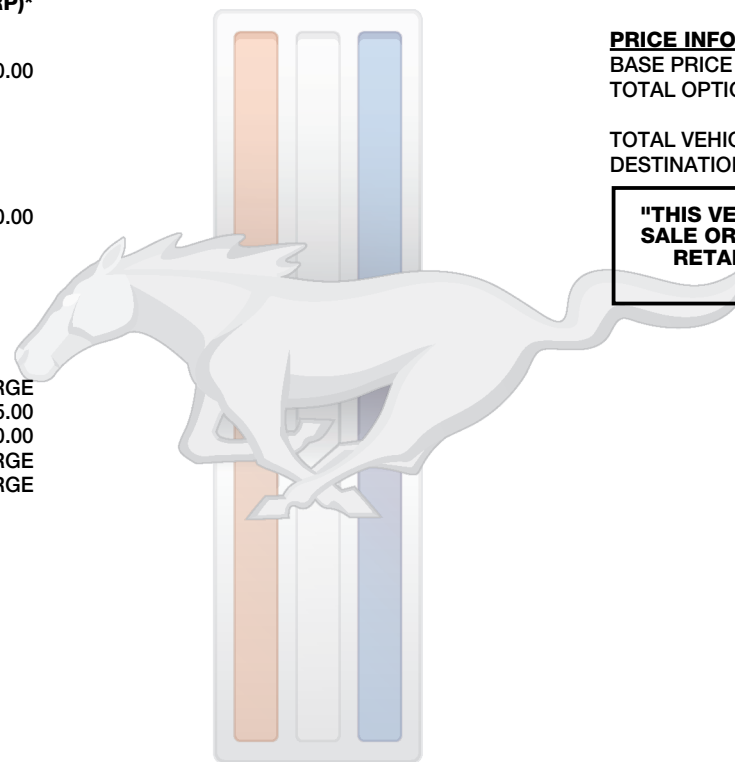 RP)*
0.00
0.00
RGE
5.00
0.00
RGE
RGE
PRICE INFO
BASE PRICE
TOTAL OPTIO
TOTAL VEHIC
DESTINATION
"THIS VE
SALE OR
RETAI